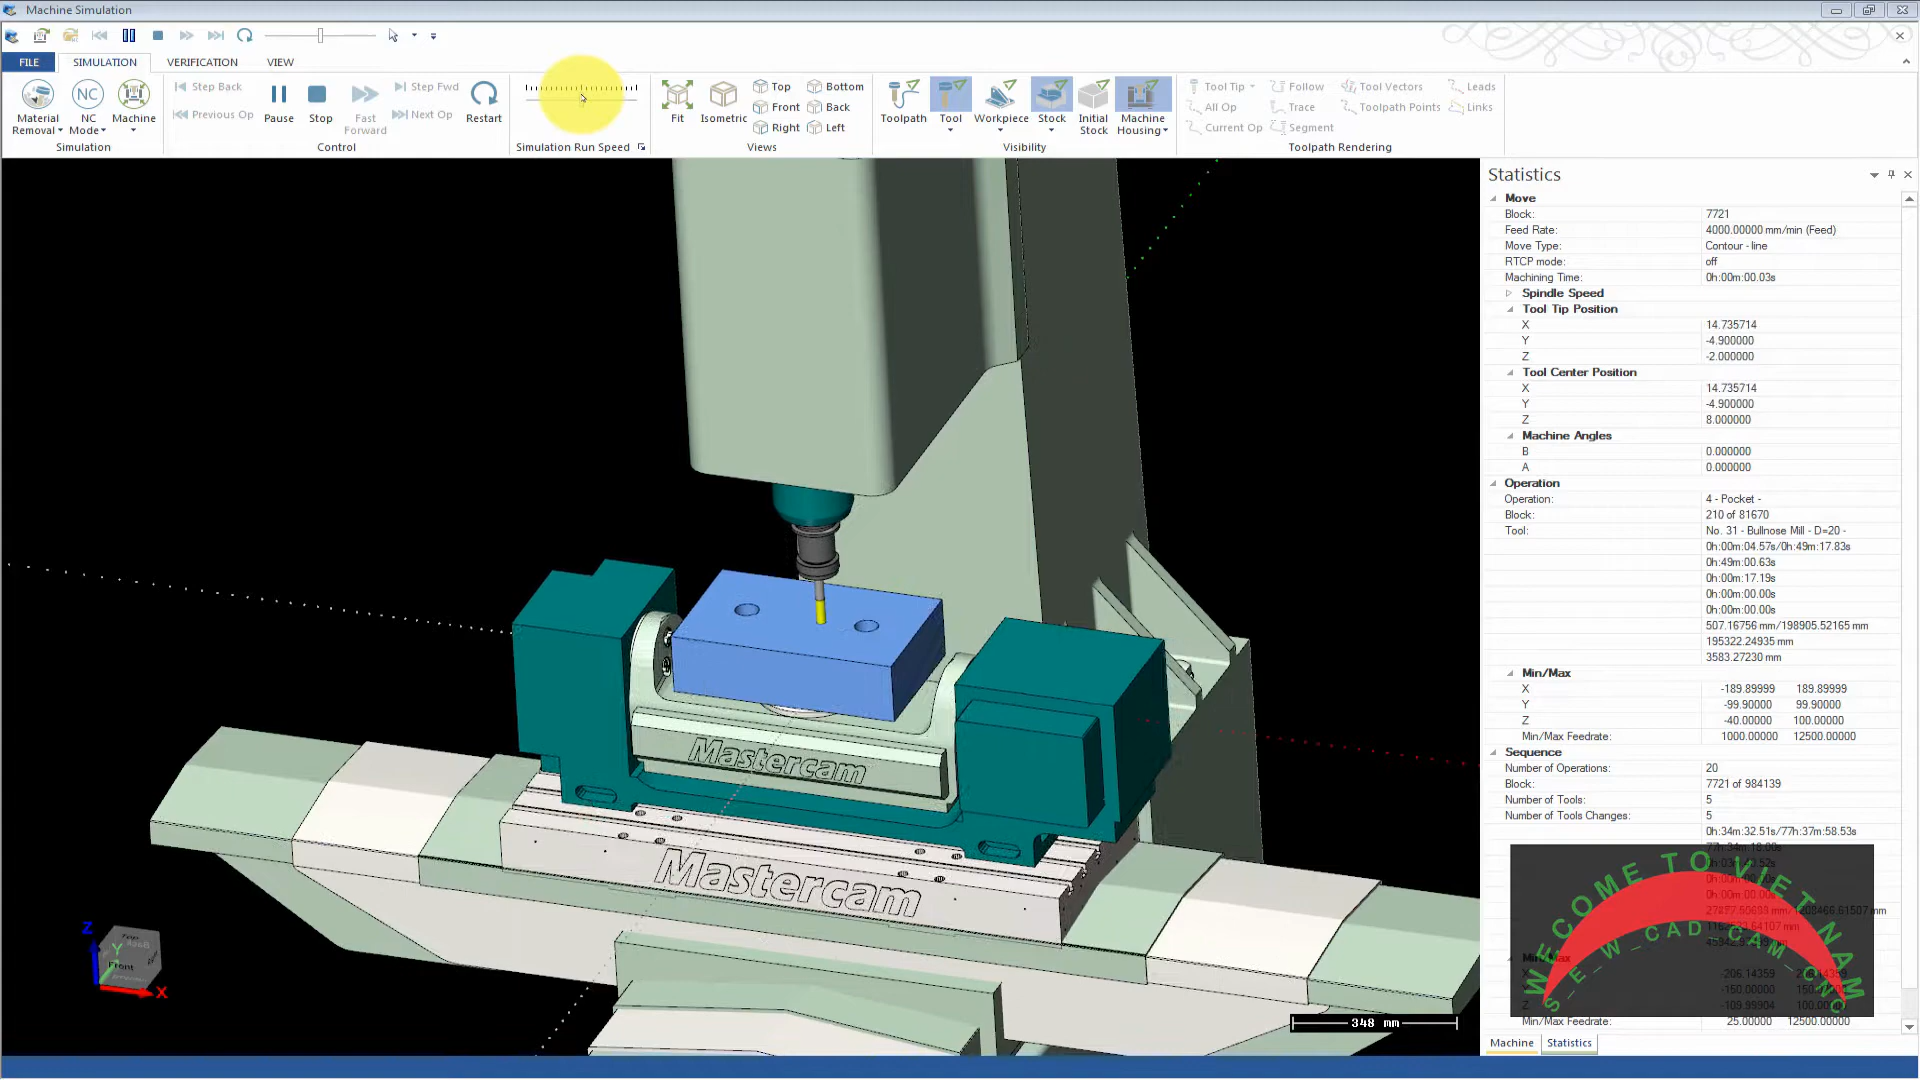 Machine Simulation
FILE SIMULATION VERIFICATION VIEW
Material Removal
NC
NC Mode
Machine
Simulation
Step Back
Previous Op
Pause
Stop
Fast Forward
Step Fwd
Next Op
Restart
Control
Simulation Run Speed
Fit
Isometric
Top
Front
Right
Bottom
Back
Left
Views
Toolpath
Tool
Workpiece
Stock
Initial Stock
Machine Housing
Visibility
Tool Tip
All Op
Current Op
Follow
Trace
Segment
Tool Vectors
Toolpath Points
Leads
Links
Toolpath Rendering
Statistics
Move
Block: 7721
Feed Rate: 4000.00000 mm/min (Feed)
Move Type: Contour - line
RTCP mode: off
Machining Time: 0h:00m:00.03s
Spindle Speed
Tool Tip Position
X 14.735714
Y -4.900000
Z -2.000000
Tool Center Position
X 14.735714
Y -4.900000
Z 8.000000
Machine Angles
B 0.000000
A 0.000000
Operation
Operation: 4 - Pocket -
Block: 210 of 81670
Tool: No. 31 - Bullnose Mill - D=20 -
0h:00m:04.57s/0h:49m:17.83s
0h:49m:00.63s
0h:00m:17.19s
0h:00m:00.00s
0h:00m:00.00s
507.16756 mm/198905.52165 mm
195322.24935 mm
3583.27230 mm
Min/Max
X -189.89999 189.89999
Y -99.90000 99.90000
Z -40.00000 100.00000
Min/Max Feedrate: 1000.00000 12500.00000
Sequence
Number of Operations: 20
Block: 7721 of 984139
Number of Tools: 5
Number of Tools Changes: 5
0h:34m:32.51s/77h:37m:58.53s
WECOME TO VIET NAM
Min/Max Feedrate: 25.00000 12500.00000
Machine Statistics
Mastercam
Mastercam
348 mm
Z
Y
X
Front